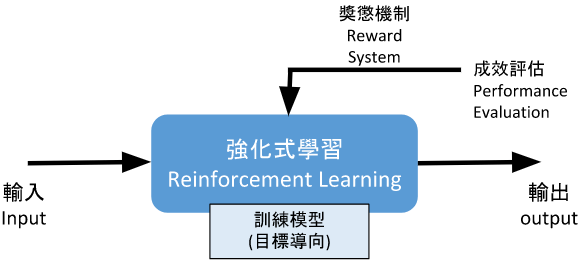 獎懲機制
Reward
System
成效評估
Performance
Evaluation
強化式學習
Reinforcement Learning
輸入
Input
輸出
output
訓練模型
(目標導向)